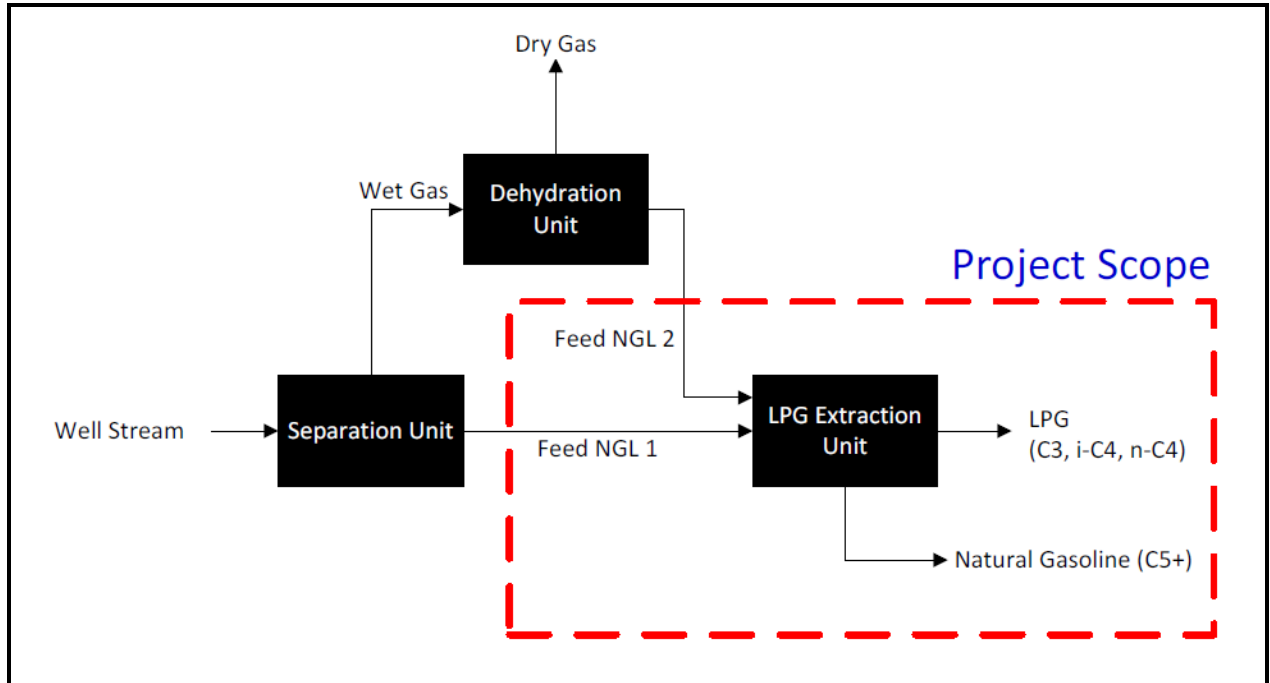 Dry Gas
Wet Gas
Dehydration
Unit
Project Scope
Feed NGL 2
Well Stream
Separation Unit
Feed NGL 1
LPG Extraction
Unit
LPG
(C3, i-C4, n-C4)
Natural Gasoline (C5+)